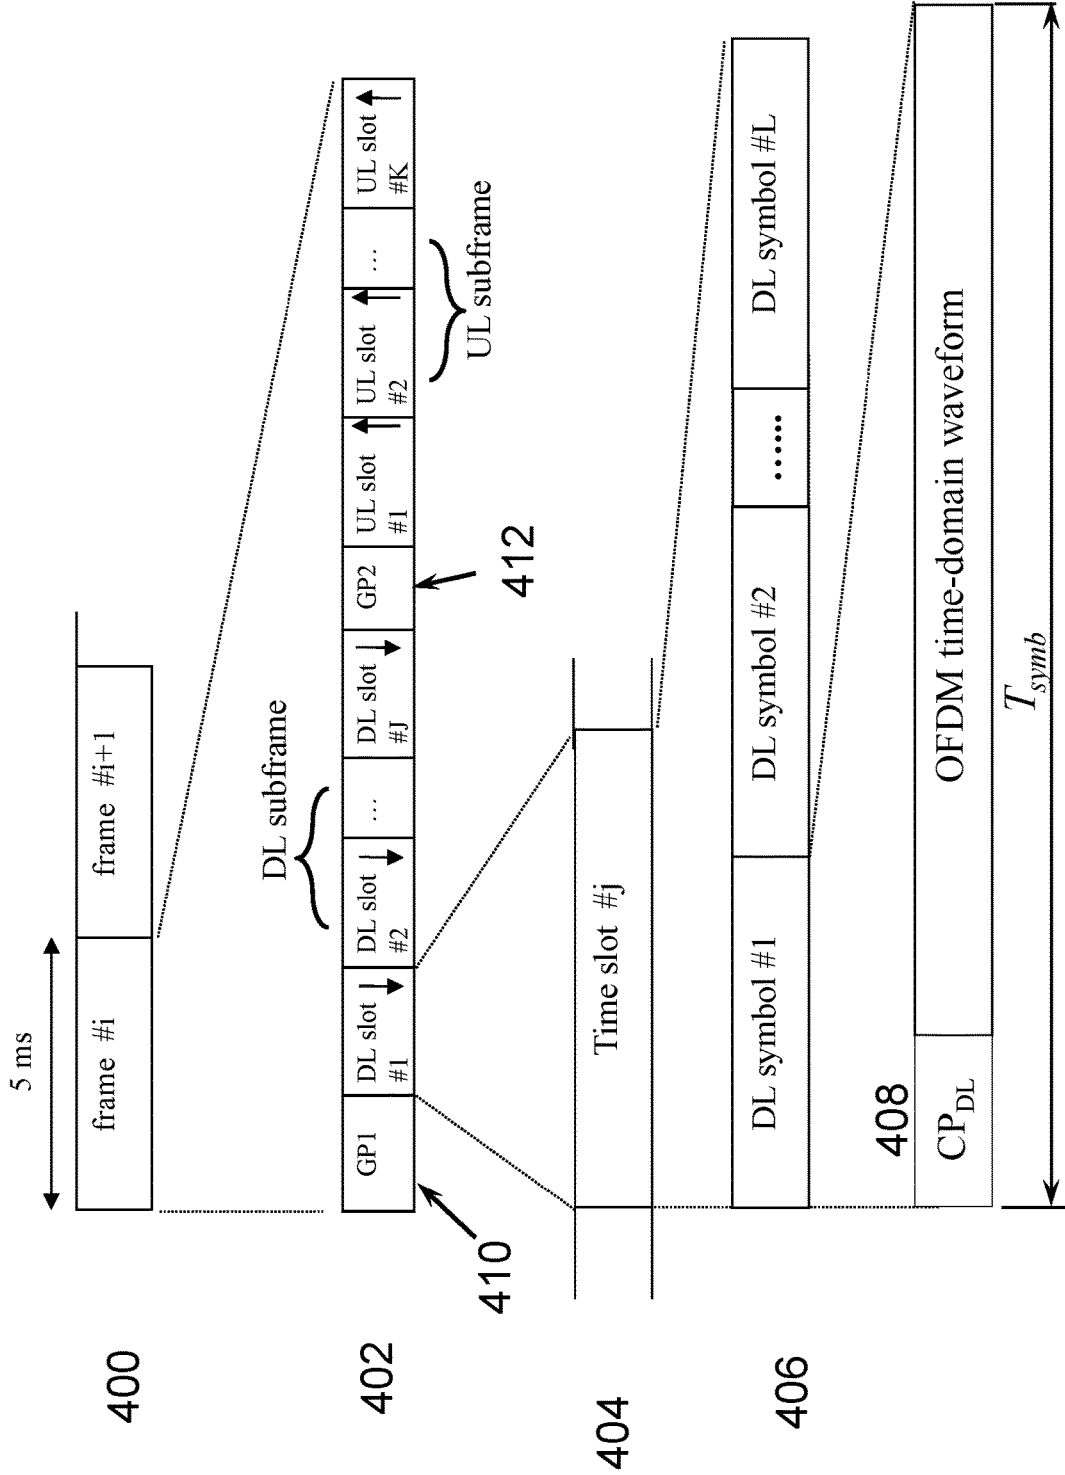 5 ms
400
frame #i
frame #i+1
DL subframe
402
GP1
DL slot
#1
DL slot
#2
...
DL slot
#J
GP2
UL slot
#1
UL slot
#2
...
UL slot
#K
410
412
UL subframe
404
Time slot #j
406
DL symbol #1
DL symbol #2
......
DL symbol #L
408
CP_DL
OFDM time-domain waveform
T_symb